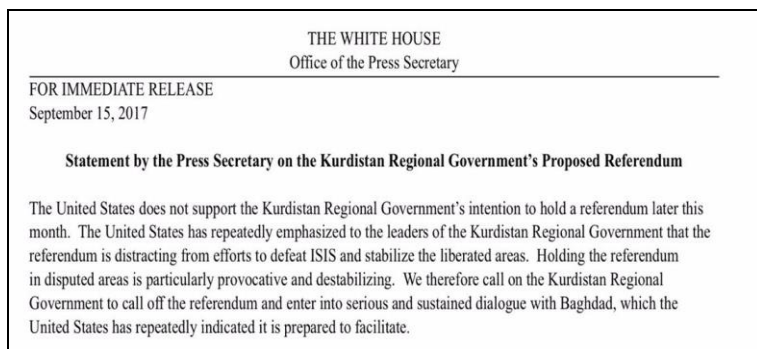 THE WHITE HOUSE
Office of the Press Secretary
FOR IMMEDIATE RELEASE
September 15, 2017
Statement by the Press Secretary on the Kurdistan Regional Government's Proposed Referendum
The United States does not support the Kurdistan Regional Government's intention to hold a referendum later this
month. The United States has repeatedly emphasized to the leaders of the Kurdistan Regional Government that the
referendum is distracting from efforts to defeat ISIS and stabilize the liberated areas. Holding the referendum
in disputed areas is particularly provocative and destabilizing. We therefore call on the Kurdistan Regional
Government to call off the referendum and enter into serious and sustained dialogue with Baghdad, which the
United States has repeatedly indicated it is prepared to facilitate.